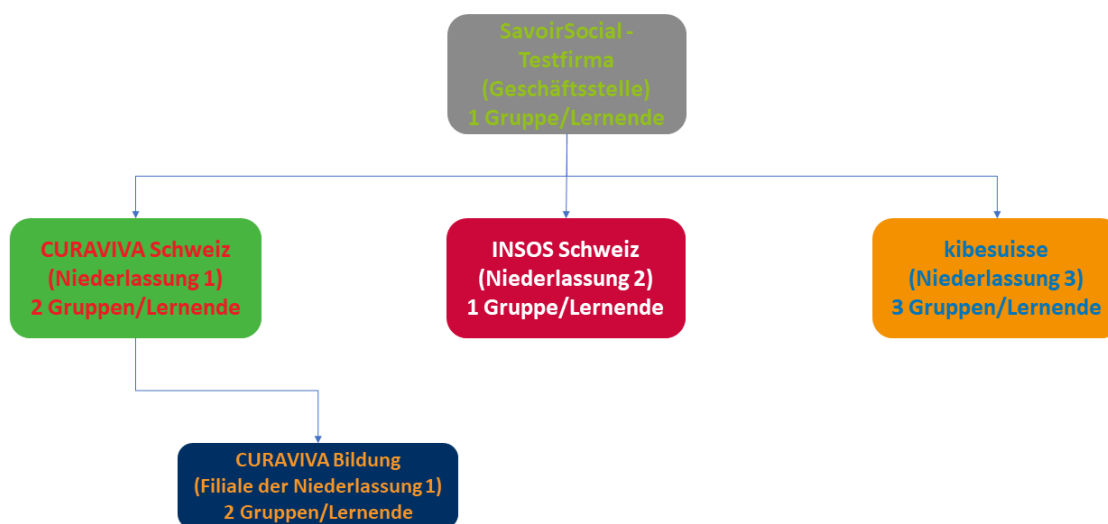 SavoirSocial -
Testfirma
(Geschäftsstelle)
1 Gruppe/Lernende
CURAVIVA Schweiz
(Niederlassung 1)
2 Gruppen/Lernende
INSOS Schweiz
(Niederlassung 2)
1 Gruppe/Lernende
kibesuisse
(Niederlassung 3)
3 Gruppen/Lernende
CURAVIVA Bildung
(Filiale der Niederlassung 1)
2 Gruppen/Lernende